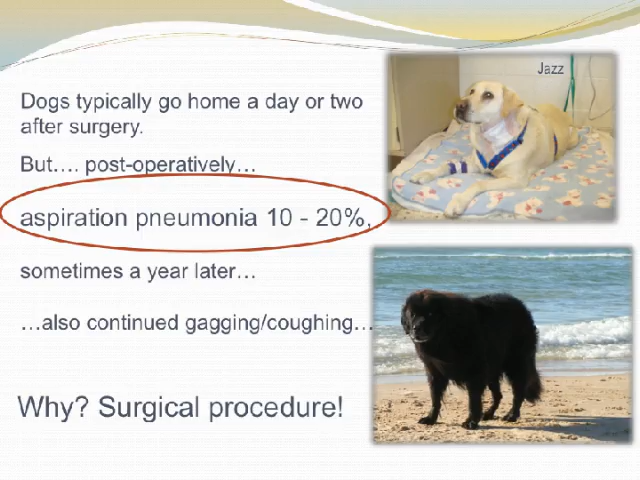 Jazz
Dogs typically go home a day or two
after surgery.
But…. post-operatively…
aspiration pneumonia 10 - 20%,
sometimes a year later…
…also continued gagging/coughing…
Why? Surgical procedure!